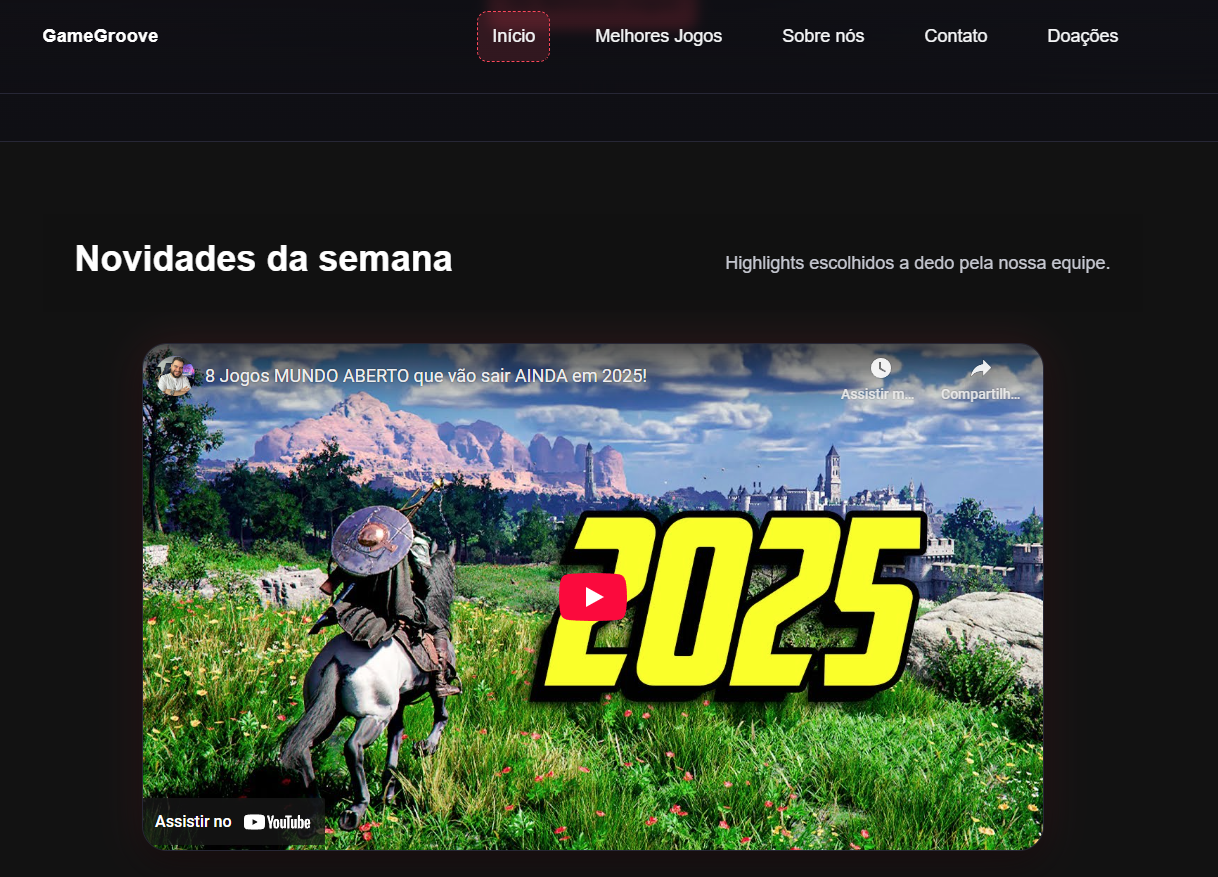 GameGroove
Início
Melhores Jogos
Sobre nós
Contato
Doações
Novidades da semana
Highlights escolhidos a dedo pela nossa equipe.
8 Jogos MUNDO ABERTO que vão sair AINDA em 2025!
Assistir m...
Compartilh...
2025
Assistir no YouTube